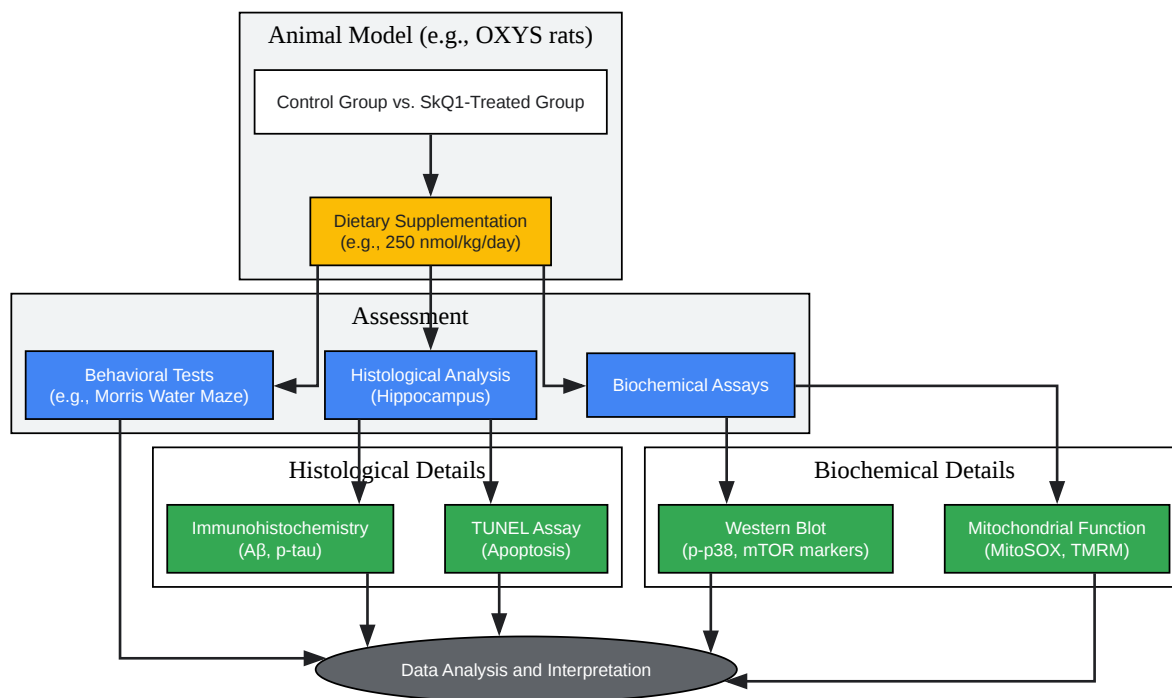 Animal Model (e.g., OXYS rats)
Control Group vs. SkQ1-Treated Group
Dietary Supplementation
(e.g., 250 nmol/kg/day)
Assessment
Behavioral Tests
(e.g., Morris Water Maze)
Histological Analysis
(Hippocampus)
Biochemical Assays
Histological Details
Biochemical Details
Immunohistochemistry
(Aβ, p-tau)
TUNEL Assay
(Apoptosis)
Western Blot
(p-p38, mTOR markers)
Mitochondrial Function
(MitoSOX, TMRM)
Data Analysis and Interpretation